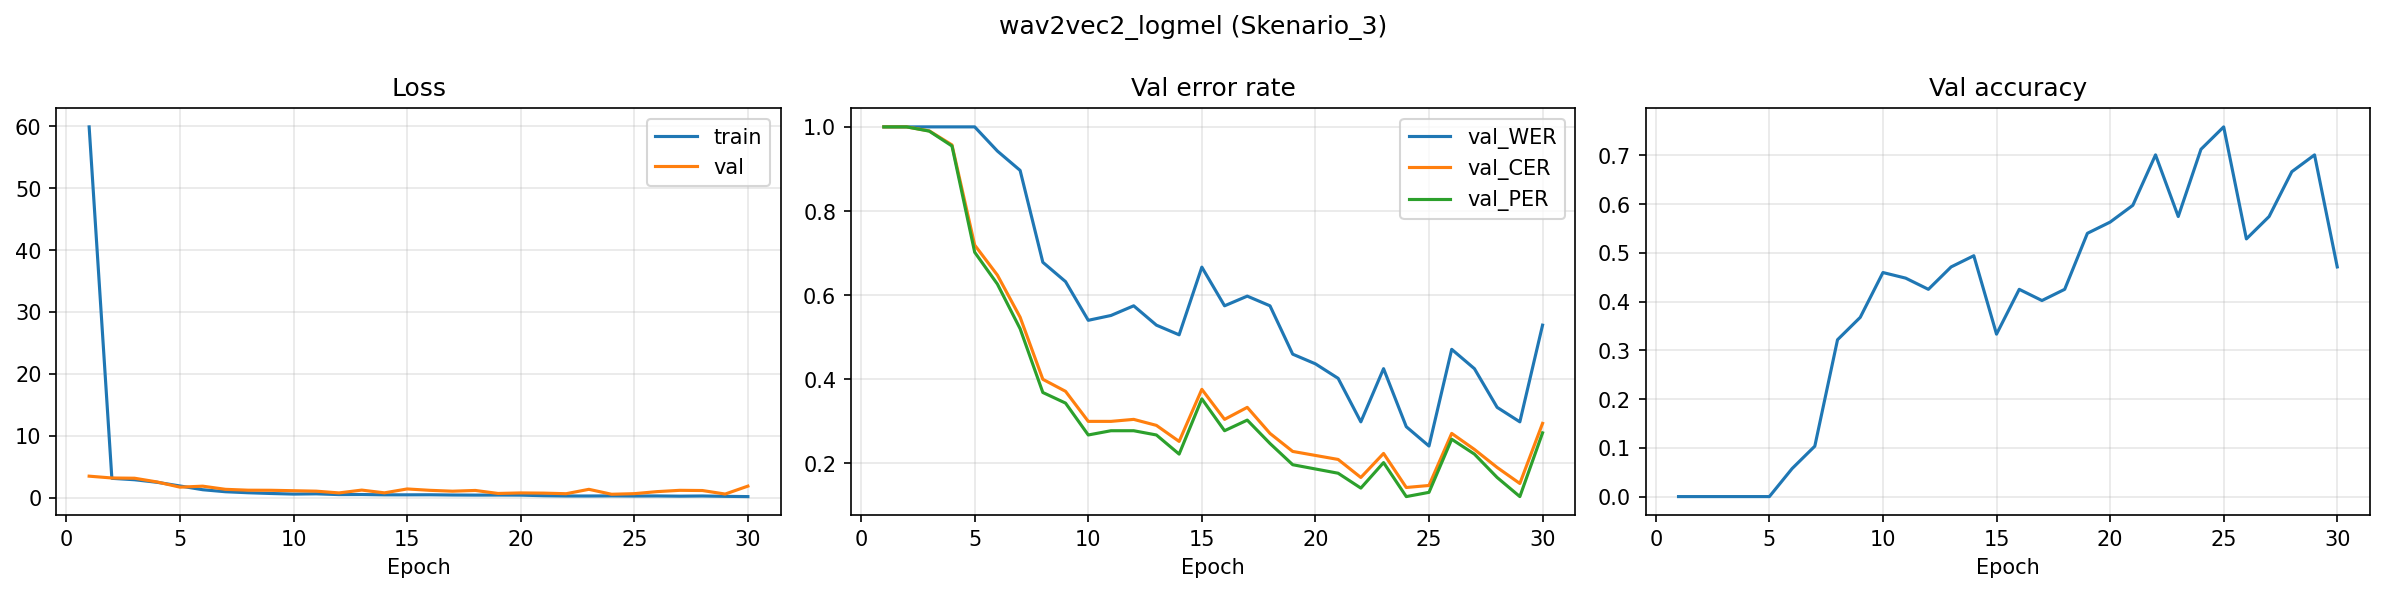 wav2vec2_logmel (Skenario_3)
Loss
60
50
40
30
20
10
0
train
val
0 5 10 15 20 25 30
Epoch
Val error rate
1.0
0.8
0.6
0.4
0.2
val_WER
val_CER
val_PER
0 5 10 15 20 25 30
Epoch
Val accuracy
0.7
0.6
0.5
0.4
0.3
0.2
0.1
0.0
0 5 10 15 20 25 30
Epoch